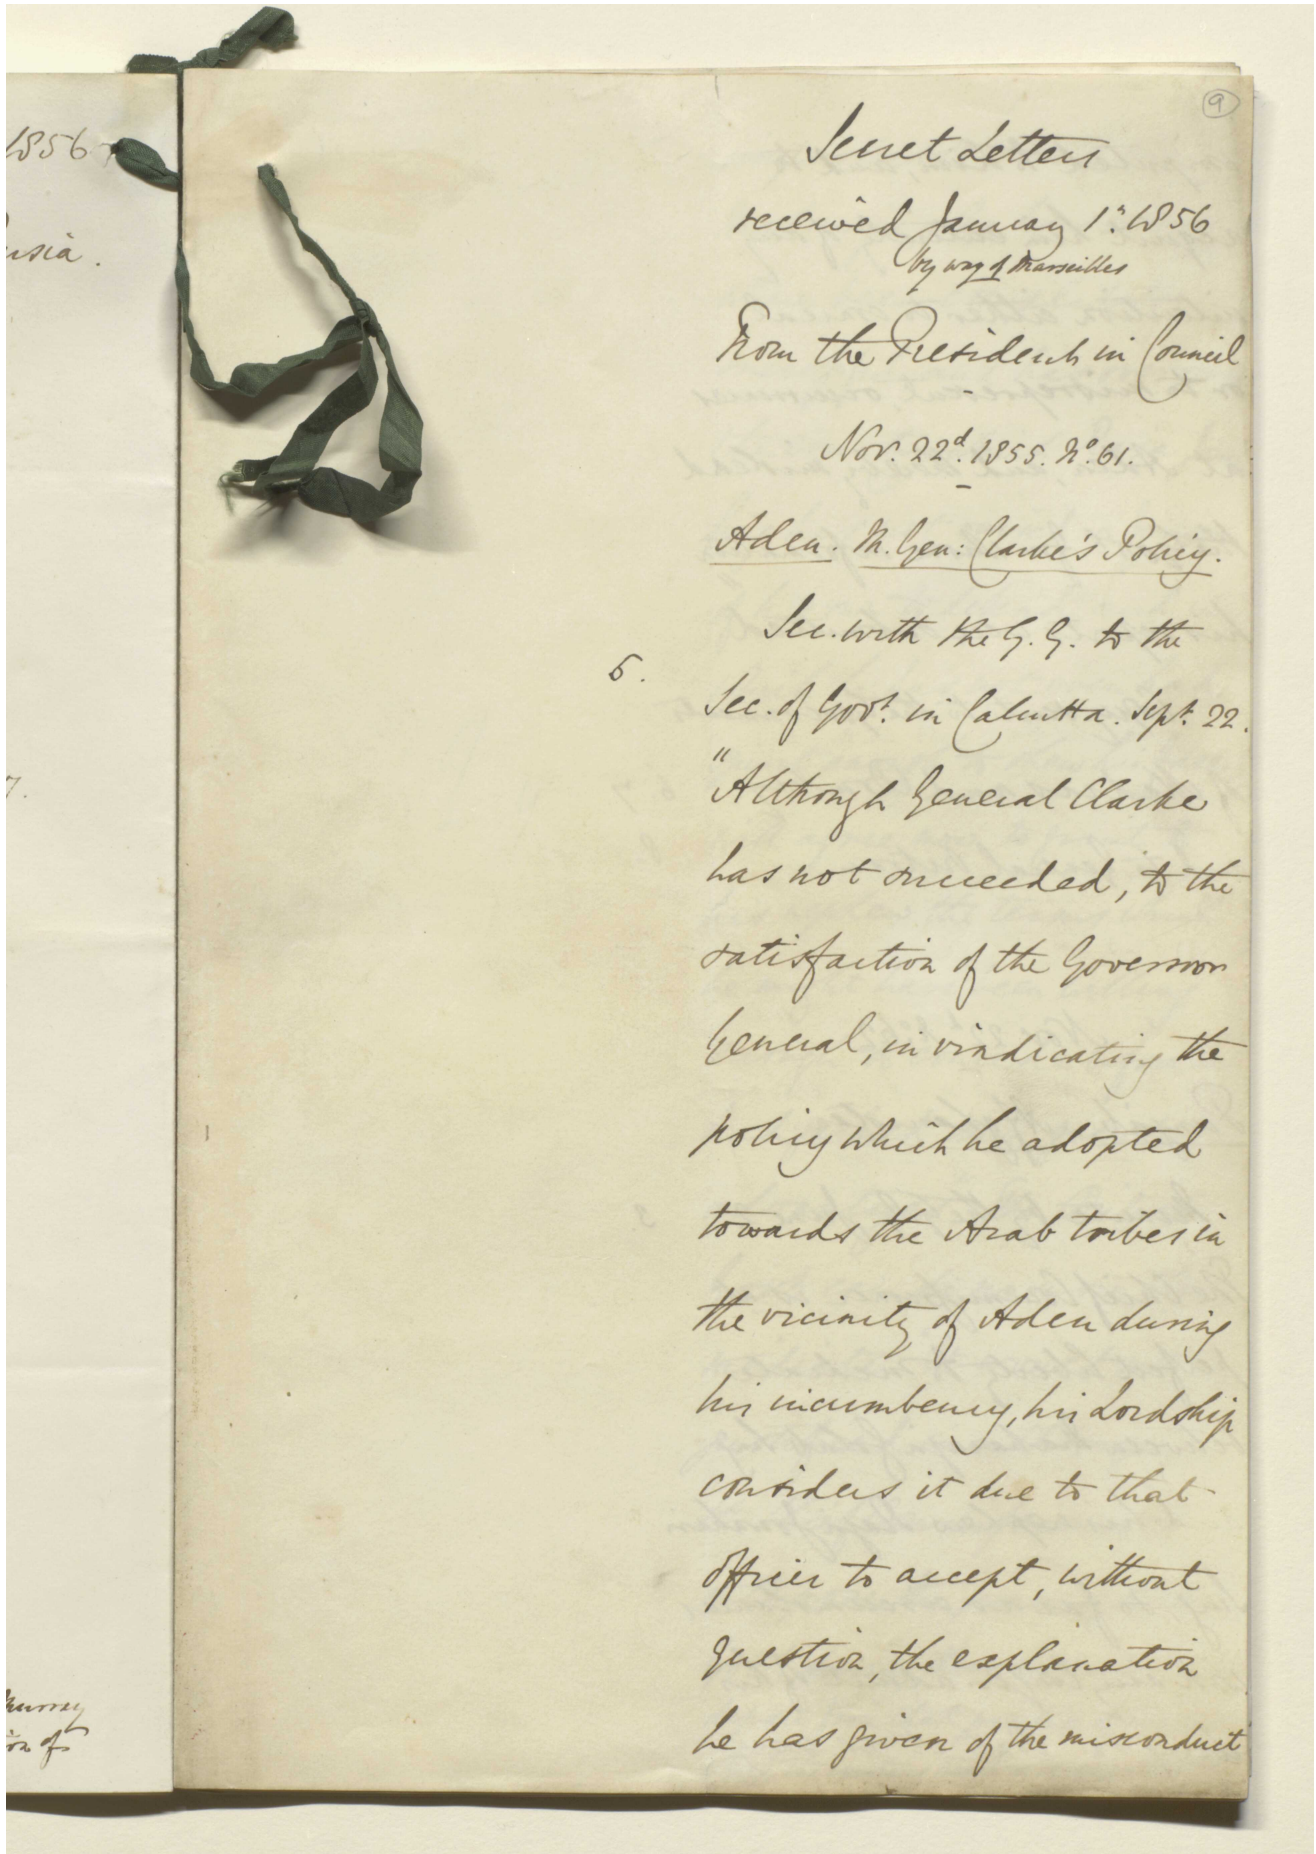 1856
9
Secret Letters
received January 1st. 1856
by way of Marseilles
From the President in Council
Nov. 22d. 1855. No. 61.
Aden. M. Gen: Clarke's Policy.
Sec. with the G. G. to the
5.
Sec. of Govt. in Calcutta. Sept. 22.
"Although General Clarke
has not succeeded, to the
satisfaction of the Governor
General, in vindicating the
policy which he adopted
towards the Arab tribes in
the vicinity of Aden during
his incumbency, his Lordship
considers it due to that
officer to accept, without
question, the explanation
he has given of the misconduct
7.
Murray
of